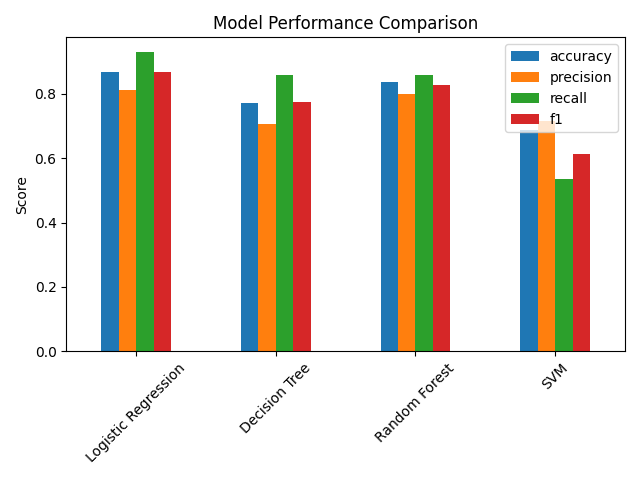 Model Performance Comparison
accuracy
precision
recall
f1
Score
0.8
0.6
0.4
0.2
0.0
Logistic Regression
Decision Tree
Random Forest
SVM